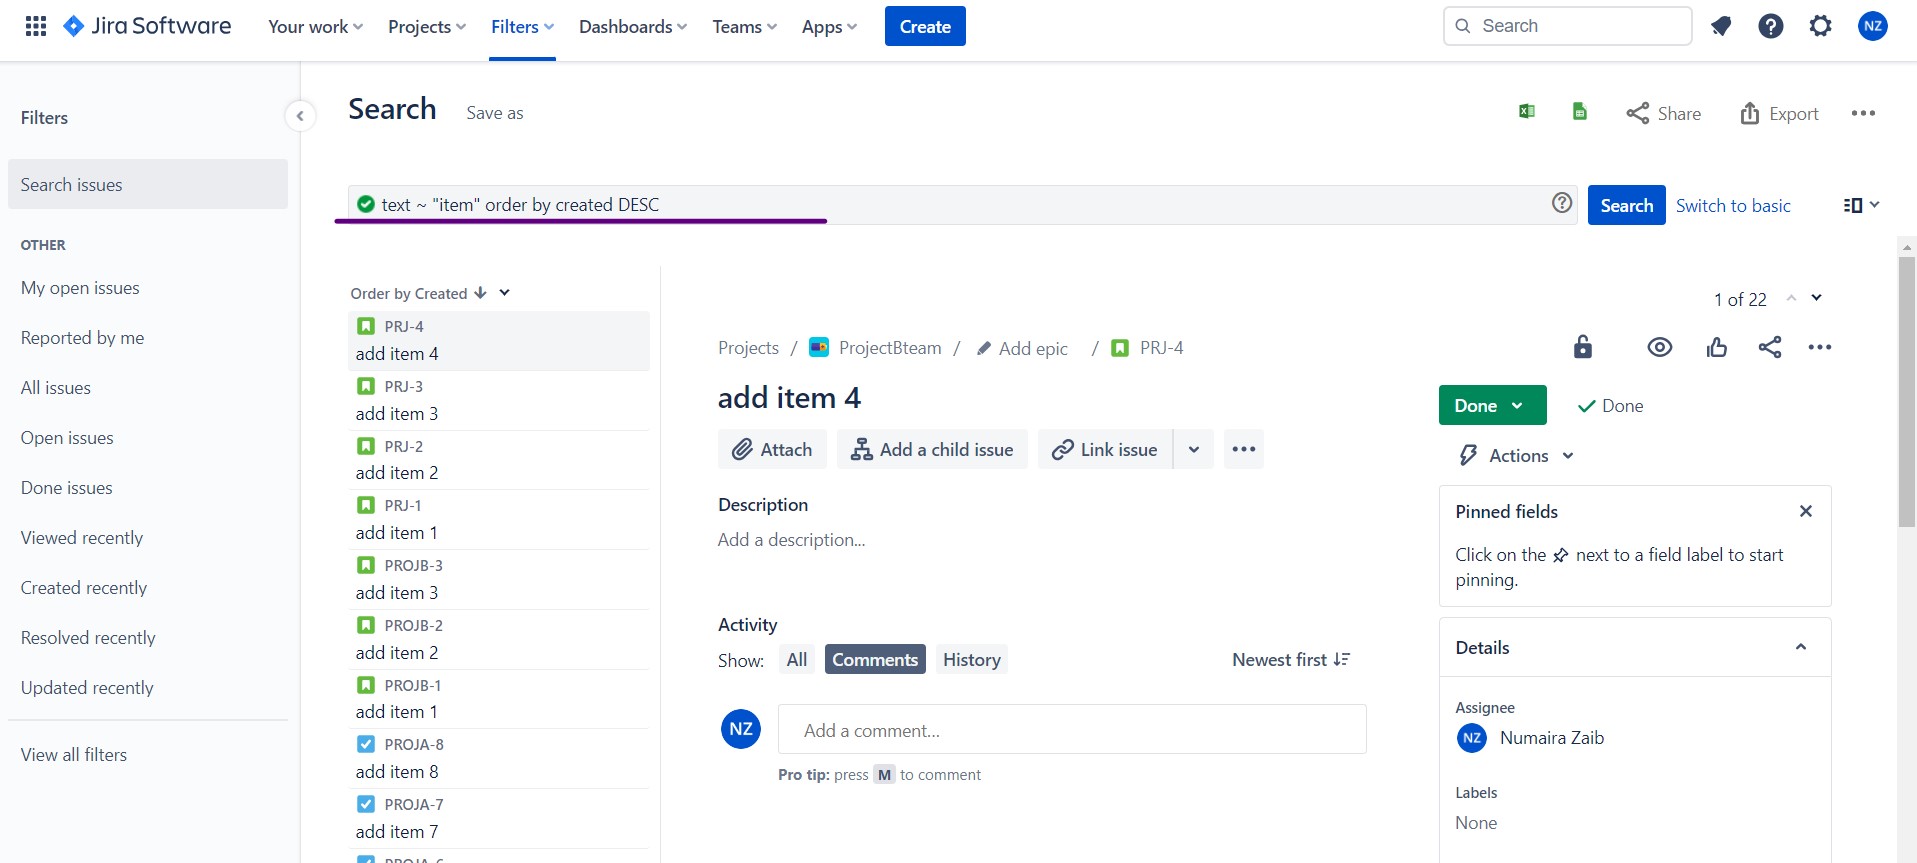 Jira Software Your work Projects Filters Dashboards Teams Apps Create Search NZ
Filters
Search issues
OTHER
My open issues
Reported by me
All issues
Open issues
Done issues
Viewed recently
Created recently
Resolved recently
Updated recently
View all filters
Search Save as Share Export
text ~ "item" order by created DESC Search Switch to basic
Order by Created
PRJ-4
add item 4
PRJ-3
add item 3
PRJ-2
add item 2
PRJ-1
add item 1
PROJB-3
add item 3
PROJB-2
add item 2
PROJB-1
add item 1
PROJA-8
add item 8
PROJA-7
add item 7
PROJA-6
1 of 22
Projects / ProjectBteam / Add epic / PRJ-4
add item 4
Attach Add a child issue Link issue
Description
Add a description...
Activity
Show: All Comments History Newest first
NZ Add a comment...
Pro tip: press M to comment
Done Done
Actions
Pinned fields
Click on the next to a field label to start
pinning.
Details
Assignee
NZ Numaira Zaib
Labels
None